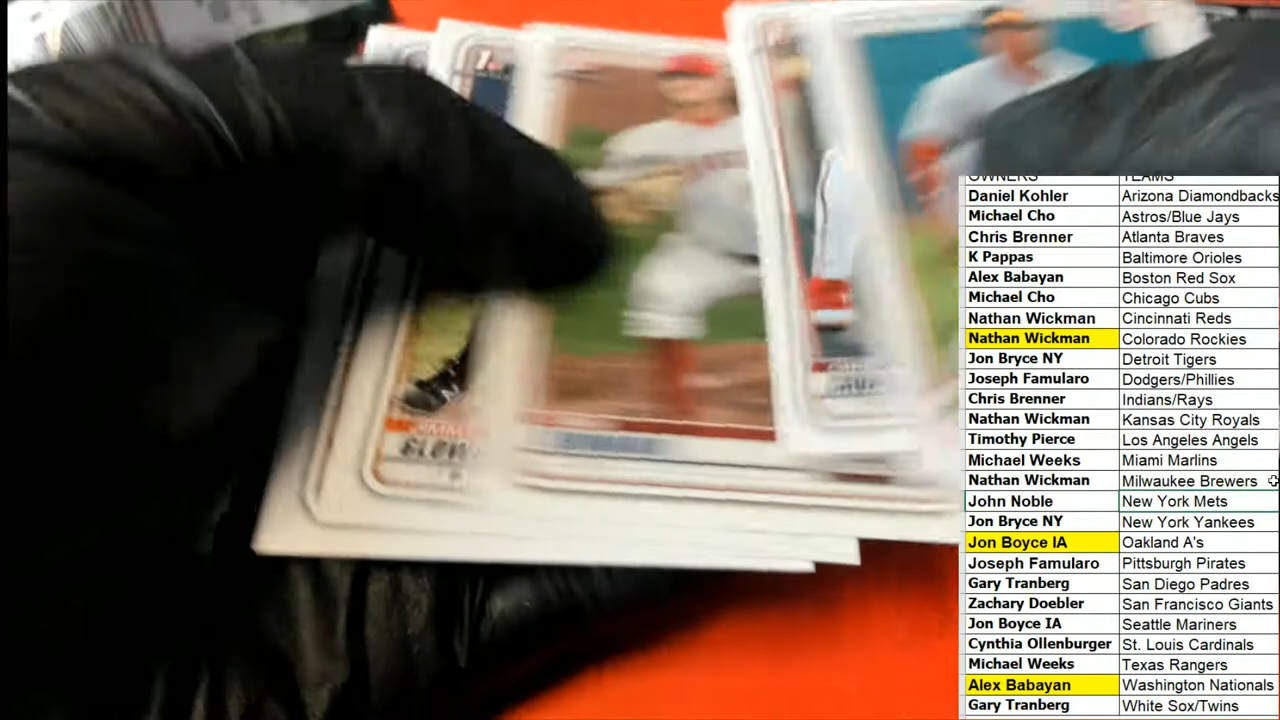 OWNERS TEAMS
Daniel Kohler Arizona Diamondbacks
Michael Cho Astros/Blue Jays
Chris Brenner Atlanta Braves
K Pappas Baltimore Orioles
Alex Babayan Boston Red Sox
Michael Cho Chicago Cubs
Nathan Wickman Cincinnati Reds
Nathan Wickman Colorado Rockies
Jon Bryce NY Detroit Tigers
Joseph Famularo Dodgers/Phillies
Chris Brenner Indians/Rays
Nathan Wickman Kansas City Royals
Timothy Pierce Los Angeles Angels
Michael Weeks Miami Marlins
Nathan Wickman Milwaukee Brewers
John Noble New York Mets
Jon Bryce NY New York Yankees
Jon Boyce IA Oakland A's
Joseph Famularo Pittsburgh Pirates
Gary Tranberg San Diego Padres
Zachary Doebler San Francisco Giants
Jon Boyce IA Seattle Mariners
Cynthia Ollenburger St. Louis Cardinals
Michael Weeks Texas Rangers
Alex Babayan Washington Nationals
Gary Tranberg White Sox/Twins